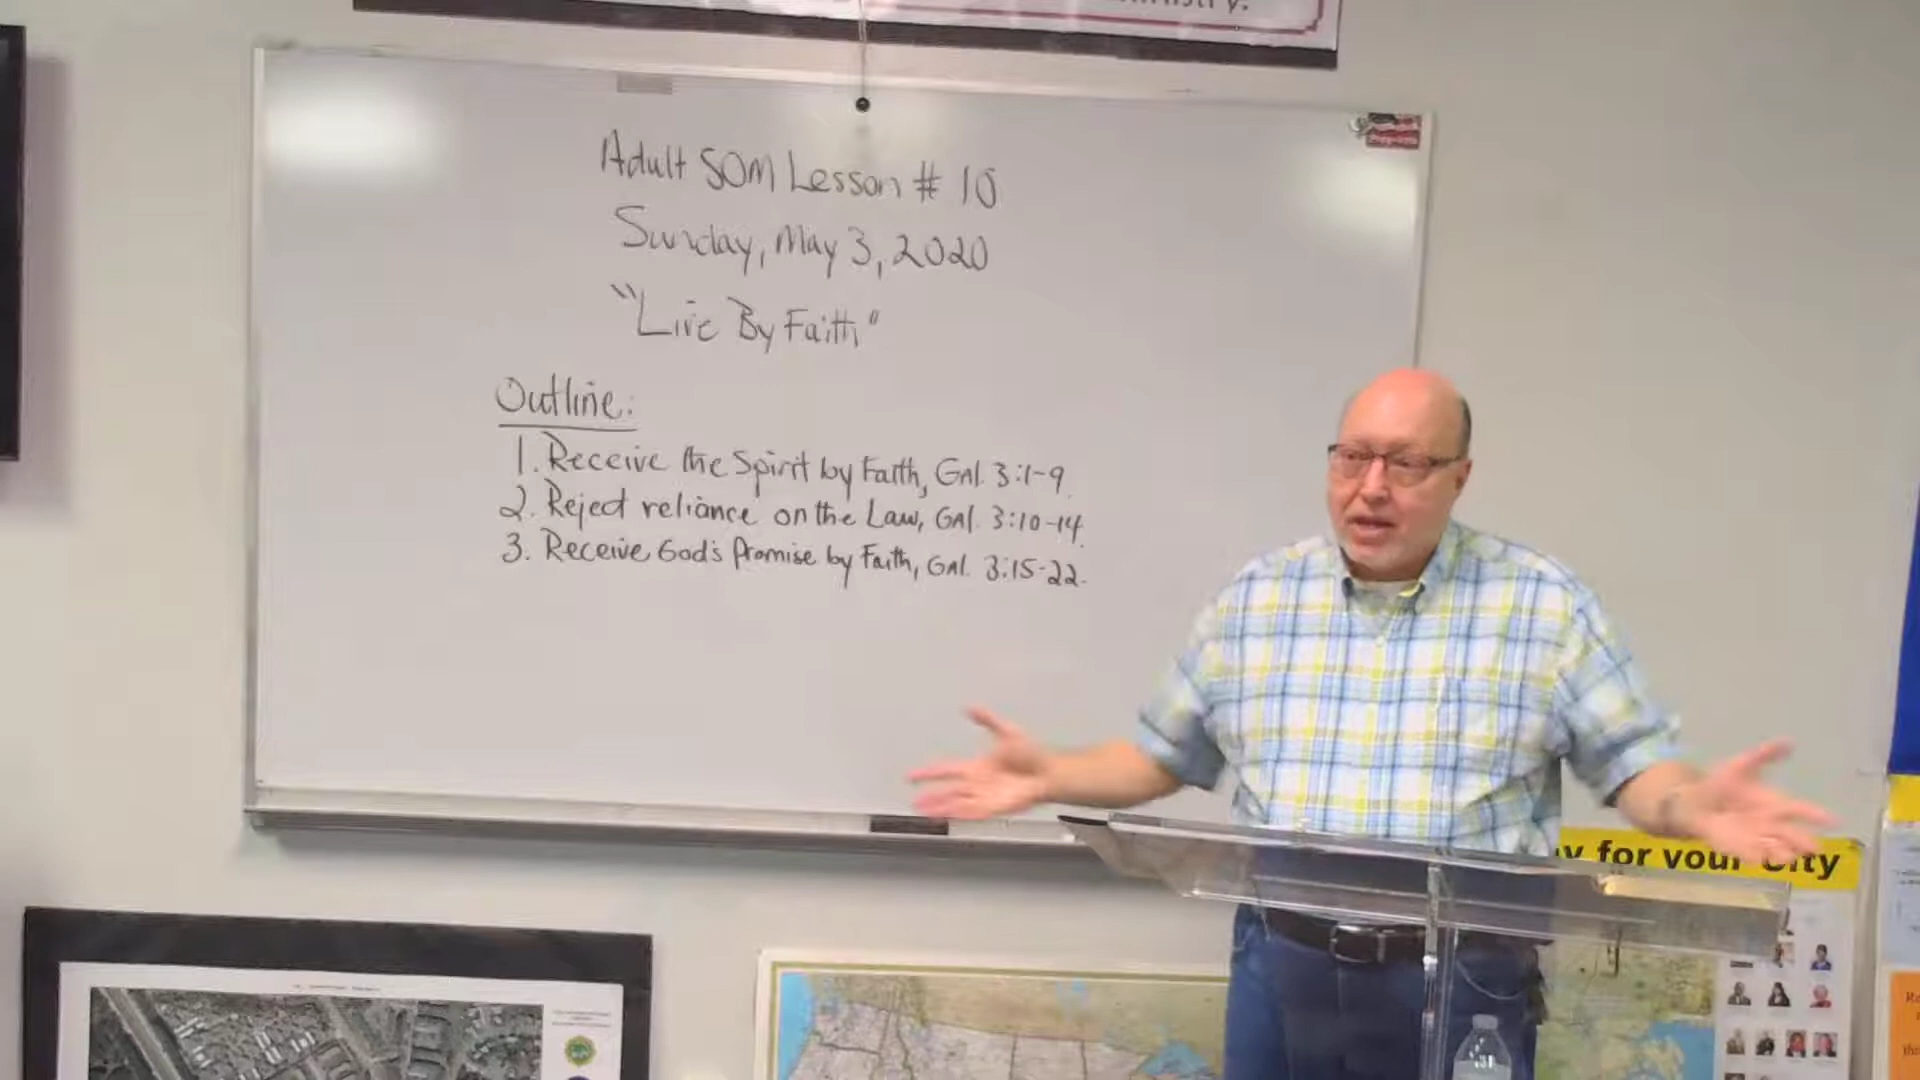 Adult SOM Lesson # 10
Sunday, May 3, 2020
"Live By Faith"
Outline:
1. Receive the Spirit by Faith, Gal. 3:1-9.
2. Reject reliance on the Law, Gal. 3:10-14.
3. Receive God's Promise by Faith, Gal. 3:15-22.
for your City